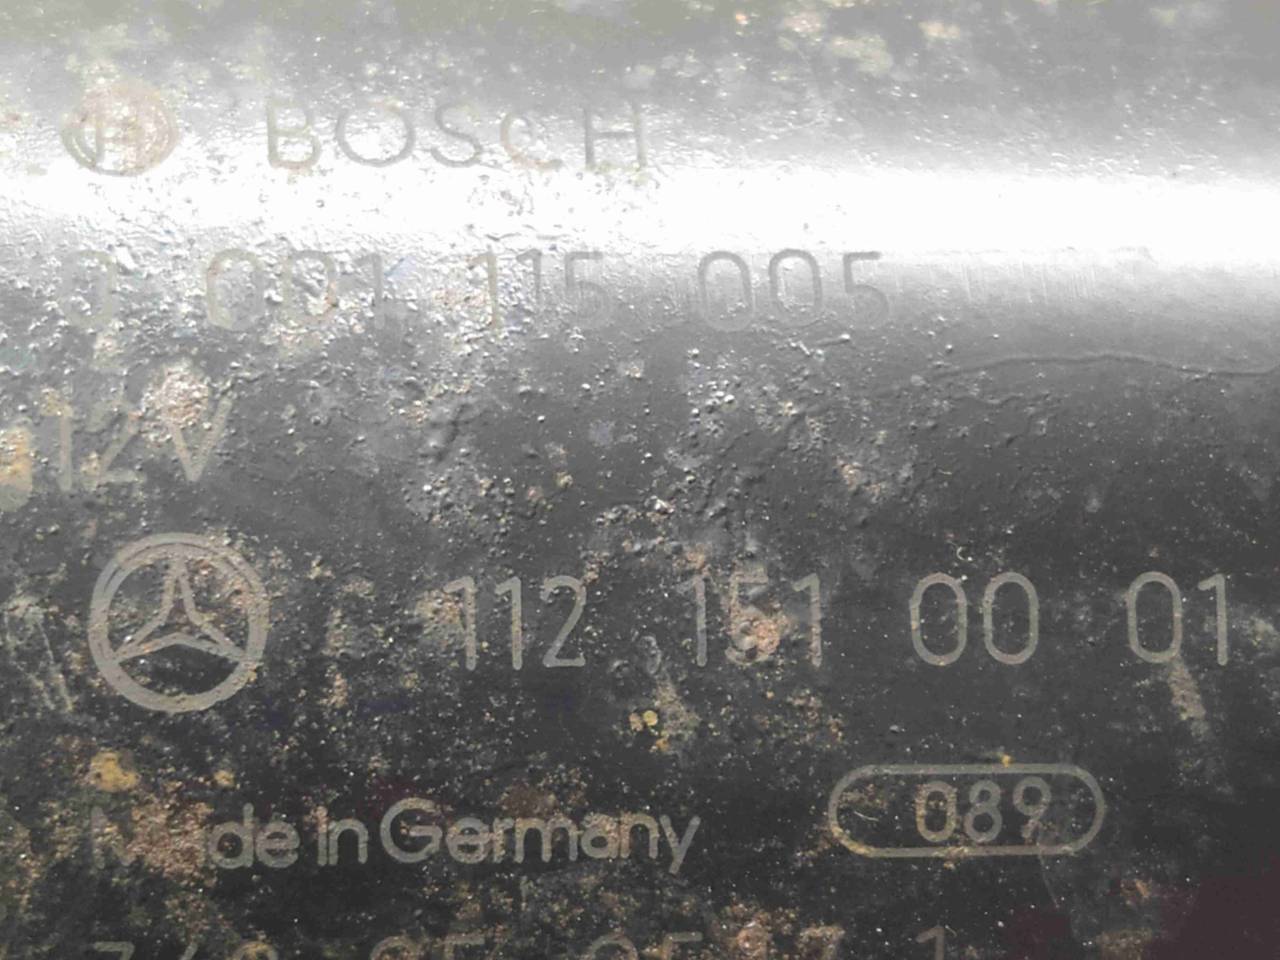 BOSCH
0 001 115 005
12V
112 151 00 01
Made in Germany 089